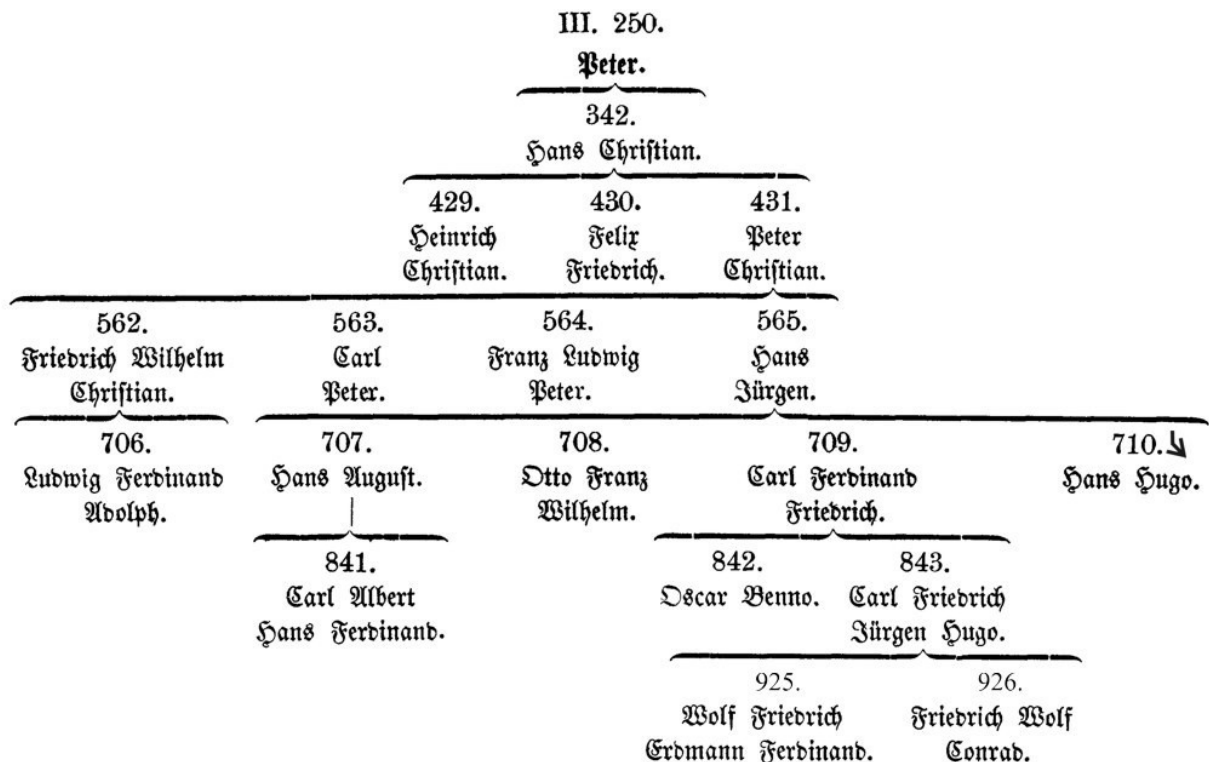 III. 250.
Peter.
342.
Hans Christian.
429. 430. 431.
Heinrich Felix Peter
Christian. Friedrich. Christian.
562. 563. 564. 565.
Friedrich Wilhelm Carl Franz Ludwig Hans
Christian. Peter. Peter. Jürgen.
706. 707. 708. 709. 710.
Ludwig Ferdinand Hans August. Otto Franz Carl Ferdinand Hans Hugo.
Adolph. Wilhelm. Friedrich.
841. 842. 843.
Carl Albert Oscar Benno. Carl Friedrich
Hans Ferdinand. Jürgen Hugo.
925. 926.
Wolf Friedrich Friedrich Wolf
Erdmann Ferdinand. Conrad.